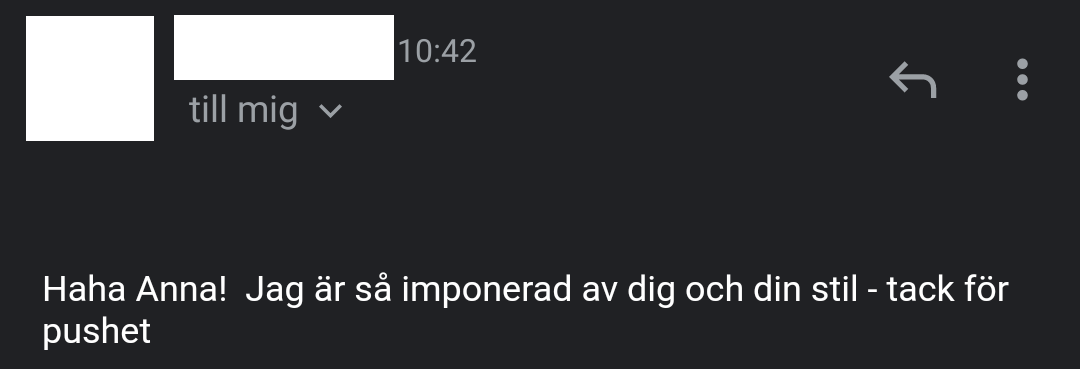 10:42
till mig
Haha Anna!  Jag är så imponerad av dig och din stil - tack för
pushet